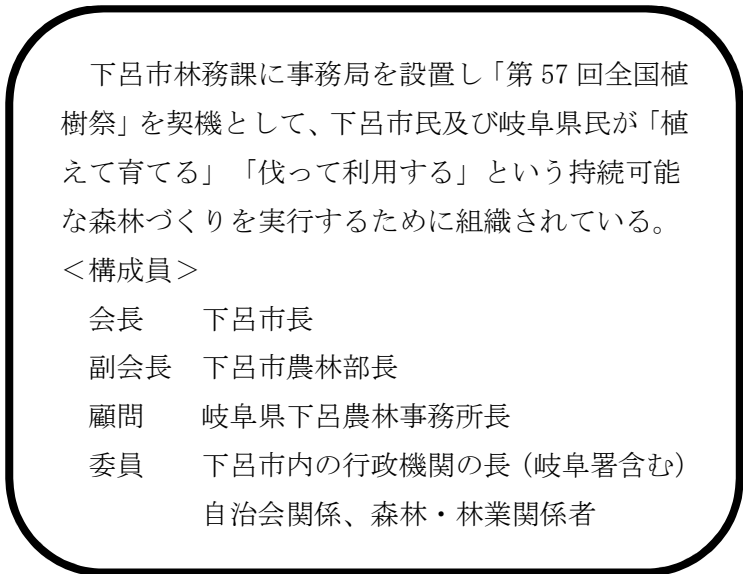 下呂市林務課に事務局を設置し「第 57 回全国植
樹祭」を契機として、下呂市民及び岐阜県民が「植
えて育てる」「伐って利用する」という持続可能
な森林づくりを実行するために組織されている。
＜構成員＞
会長　　下呂市長
副会長　下呂市農林部長
顧問　　岐阜県下呂農林事務所長
委員　　下呂市内の行政機関の長（岐阜署含む）
自治会関係、森林・林業関係者